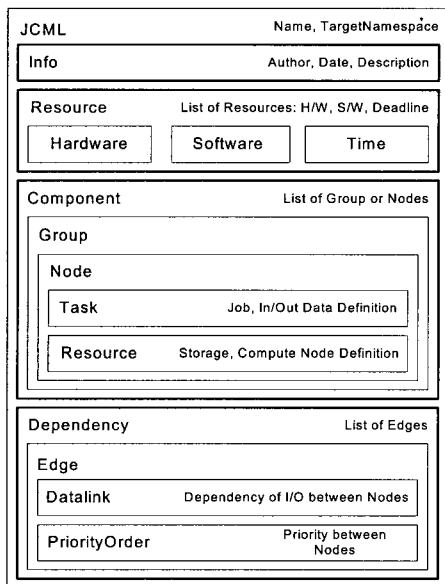 JCML Name, TargetNamespace
Info Author, Date, Description
Resource List of Resources: H/W, S/W, Deadline
Hardware Software Time
Component List of Group or Nodes
Group
Node
Task Job, In/Out Data Definition
Resource Storage, Compute Node Definition
Dependency List of Edges
Edge
Datalink Dependency of I/O between Nodes
PriorityOrder Priority between
Nodes